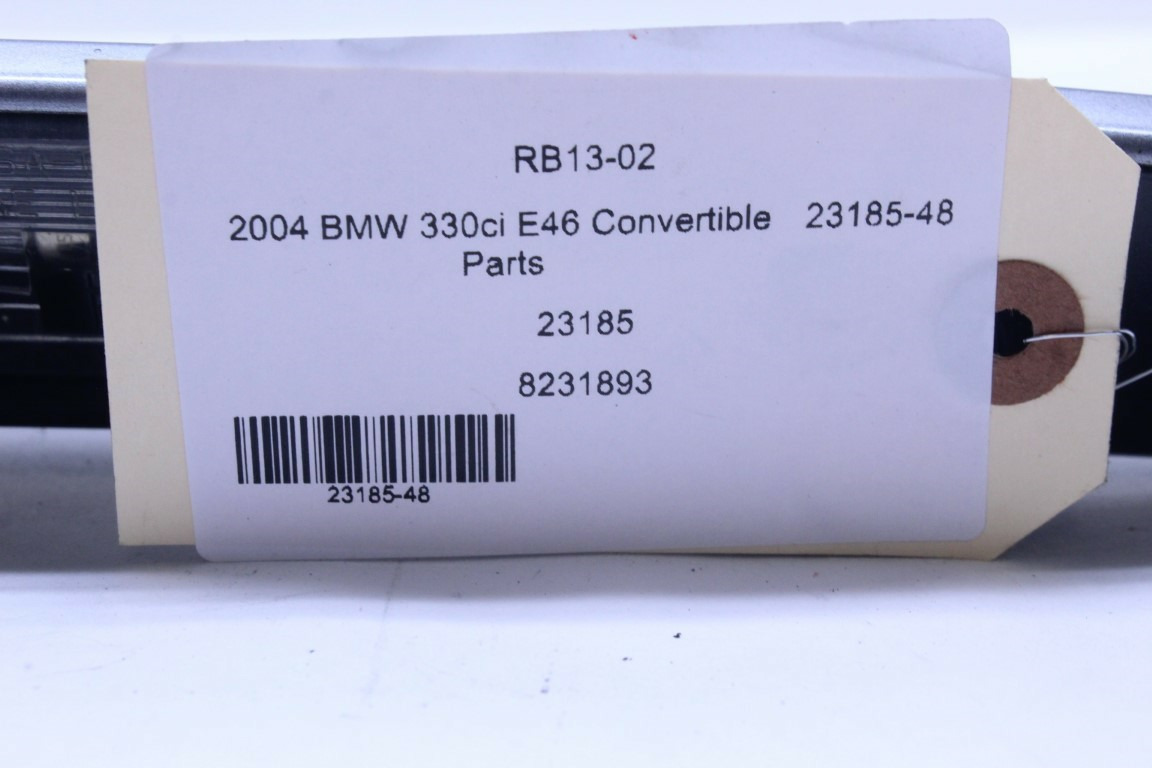 RB13-02
2004 BMW 330ci E46 Convertible 23185-48
Parts
23185
8231893
23185-48